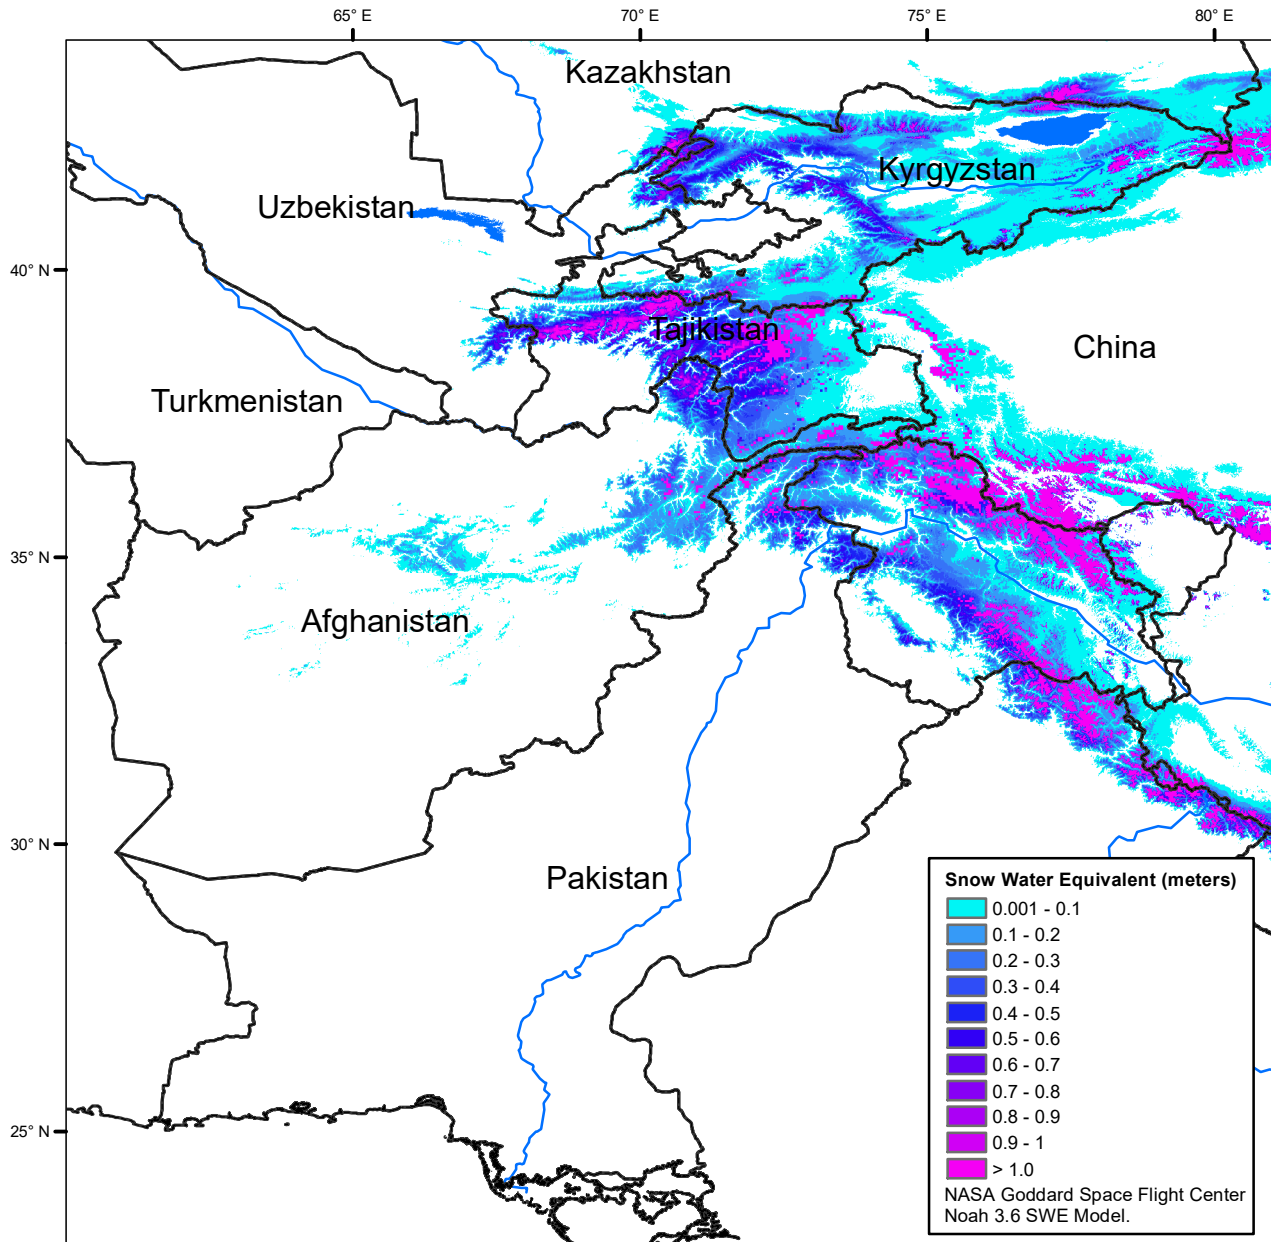 65° E
70° E
75° E
80° E
Kazakhstan
Kyrgyzstan
Uzbekistan
40° N
Tajikistan
China
Turkmenistan
35° N
Afghanistan
30° N
Pakistan
25° N
Snow Water Equivalent (meters)
0.001 - 0.1
0.1 - 0.2
0.2 - 0.3
0.3 - 0.4
0.4 - 0.5
0.5 - 0.6
0.6 - 0.7
0.7 - 0.8
0.8 - 0.9
0.9 - 1
> 1.0
NASA Goddard Space Flight Center
Noah 3.6 SWE Model.